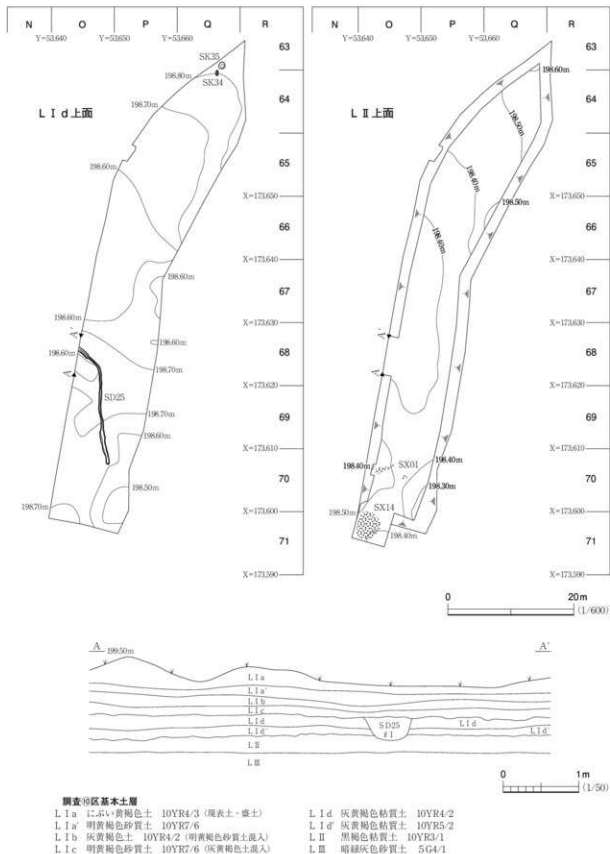 N O P Q R
Y=53,640 Y=53,650 Y=53,660
63
64
65
X=173,650
66
X=173,640
67
X=173,630
68
X=173,620
69
X=173,610
70
X=173,600
71
X=173,590
LⅠd上面
SK35
198.80m
SK34
198.70m
198.60m
198.60m
198.60m
198.60m
A′
198.60m
A
198.70m
SD25
198.70m
198.60m
198.50m
198.70m
N O P Q R
Y=53,640 Y=53,650 Y=53,660
63
64
65
X=173,650
66
X=173,640
67
X=173,630
68
X=173,620
69
X=173,610
70
X=173,600
71
X=173,590
LⅡ上面
198.60m
198.50m
198.40m
198.50m
198.40m
A′
A
198.40m
SX01
198.40m
198.30m
198.50m
SX14
198.40m
0 20m
(1/600)
A 199.50m A′
LⅠa
LⅠa′
LⅠb
LⅠc
LⅠd SD25 LⅠd
LⅠd′ ℓ1 LⅠd′
LⅡ
LⅢ
0 1m
(1/50)
調査⑩区基本土層
LⅠa にぶい黄褐色土 10YR4/3 (現表土・盛土)
LⅠa′ 明黄褐色砂質土 10YR7/6
LⅠb 灰黄褐色土 10YR4/2 (明黄褐色砂質土混入)
LⅠc 明黄褐色砂質土 10YR7/6 (灰黄褐色土混入)
LⅠd 灰黄褐色粘質土 10YR4/2
LⅠd′ 灰黄褐色粘質土 10YR5/2
LⅡ 黒褐色粘質土 10YR3/1
LⅢ 暗緑灰色砂質土 5G4/1